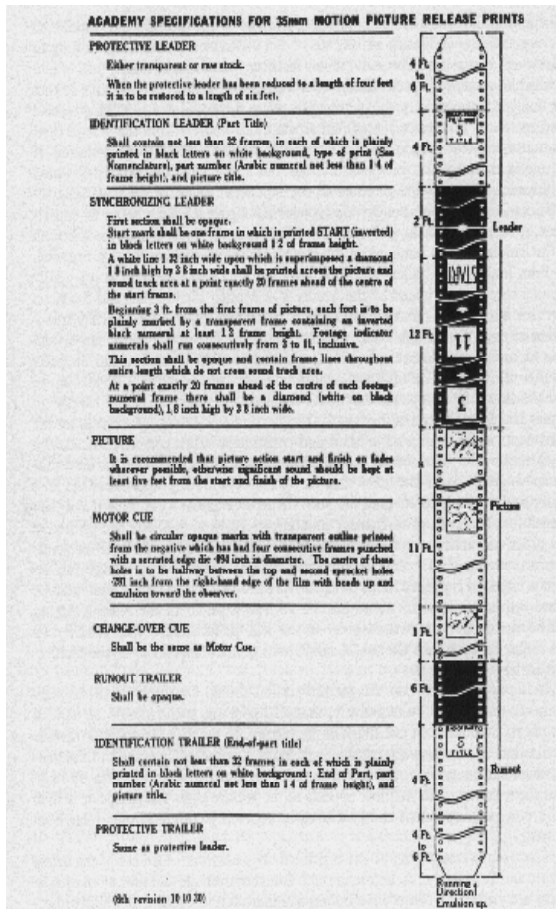 ACADEMY SPECIFICATIONS FOR 35mm MOTION PICTURE RELEASE PRINTS
PROTECTIVE LEADER
Either transparent or raw stock.
When the protective leader has been reduced to a length of four feet
it is to be restored to a length of six feet.
IDENTIFICATION LEADER (Part Title)
Shall contain not less than 32 frames, in each of which is plainly
printed in black letters on white background, type of print (See
Nomenclature), part number (Arabic numeral not less than 1 4 of
frame height), and picture title.
SYNCHRONIZING LEADER
First section shall be opaque.
Start mark shall be one frame in which is printed START (inverted)
in block letters on white background 1 2 of frame height.
A white line 1 32 inch wide upon which is superimposed a diamond
1 8 inch high by 3 8 inch wide shall be printed across the picture and
sound track area at a point exactly 20 frames ahead of the centre of
the start frame.
Beginning 3 ft. from the first frame of picture, each foot is to be
plainly marked by a transparent frame containing an inverted
black numeral at least 1 2 frame height. Footage indicator
numerals shall run consecutively from 3 to 11, inclusive.
This section shall be opaque and contain frame lines throughout
entire length which do not cross sound track area.
At a point exactly 20 frames ahead of the centre of each footage
numeral frame there shall be a diamond (white on black
background), 1 8 inch high by 3 8 inch wide.
PICTURE
It is recommended that picture action start and finish on fades
wherever possible, otherwise significant sound should be kept at
least five feet from the start and finish of the picture.
MOTOR CUE
Shall be circular opaque marks with transparent outline printed
from the negative which has had four consecutive frames punched
with a serrated edge die ·094 inch in diameter. The centre of these
holes is to be halfway between the top and second sprocket holes
·281 inch from the right-hand edge of the film with heads up and
emulsion toward the observer.
CHANGE-OVER CUE
Shall be the same as Motor Cue.
RUNOUT TRAILER
Shall be opaque.
IDENTIFICATION TRAILER (End-of-part title)
Shall contain not less than 32 frames in each of which is plainly
printed in black letters on white background : End of Part, part
number (Arabic numeral not less than 1 4 of frame height), and
picture title.
PROTECTIVE TRAILER
Same as protective leader.
(6th revision 10 10 30)
4 Ft.
to
6 Ft.
4 Ft.
5
TITLE
2 Ft.
Leader
START
12 Ft.
11
3
Picture
11 Ft.
1 Ft.
6 Ft.
TITLE
Runout
4 Ft.
4 Ft.
to
6 Ft.
Running
Direction
Emulsion up.